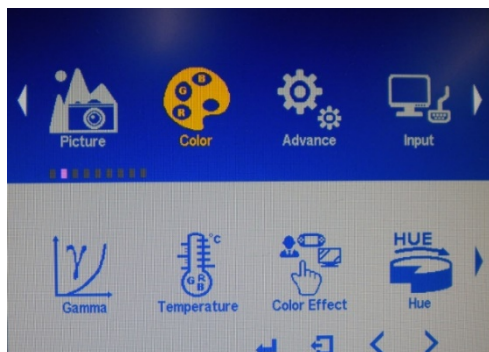 B
G
R
Picture Color Advance Input
γ °C HUE
G R
B
Gamma Temperature Color Effect Hue